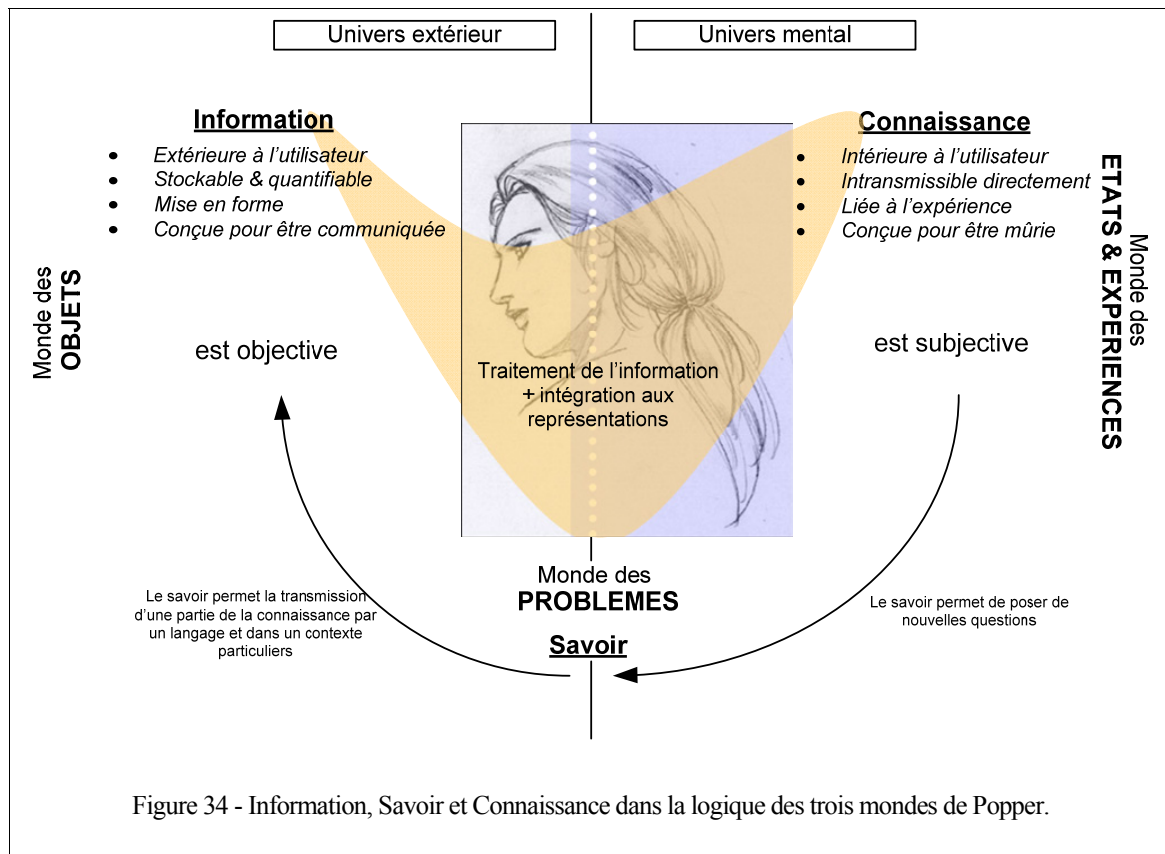 Univers extérieur
Univers mental
Information
• Extérieure à l’utilisateur
• Stockable & quantifiable
• Mise en forme
• Conçue pour être communiquée
Connaissance
• Intérieure à l’utilisateur
• Intransmissible directement
• Liée à l’expérience
• Conçue pour être mûrie
Monde des
OBJETS
Monde des
ETATS & EXPERIENCES
est objective
est subjective
Traitement de l’information
+ intégration aux
représentations
Monde des
PROBLEMES
Savoir
Le savoir permet la transmission
d’une partie de la connaissance par
un langage et dans un contexte
particuliers
Le savoir permet de poser de
nouvelles questions
Figure 34 - Information, Savoir et Connaissance dans la logique des trois mondes de Popper.